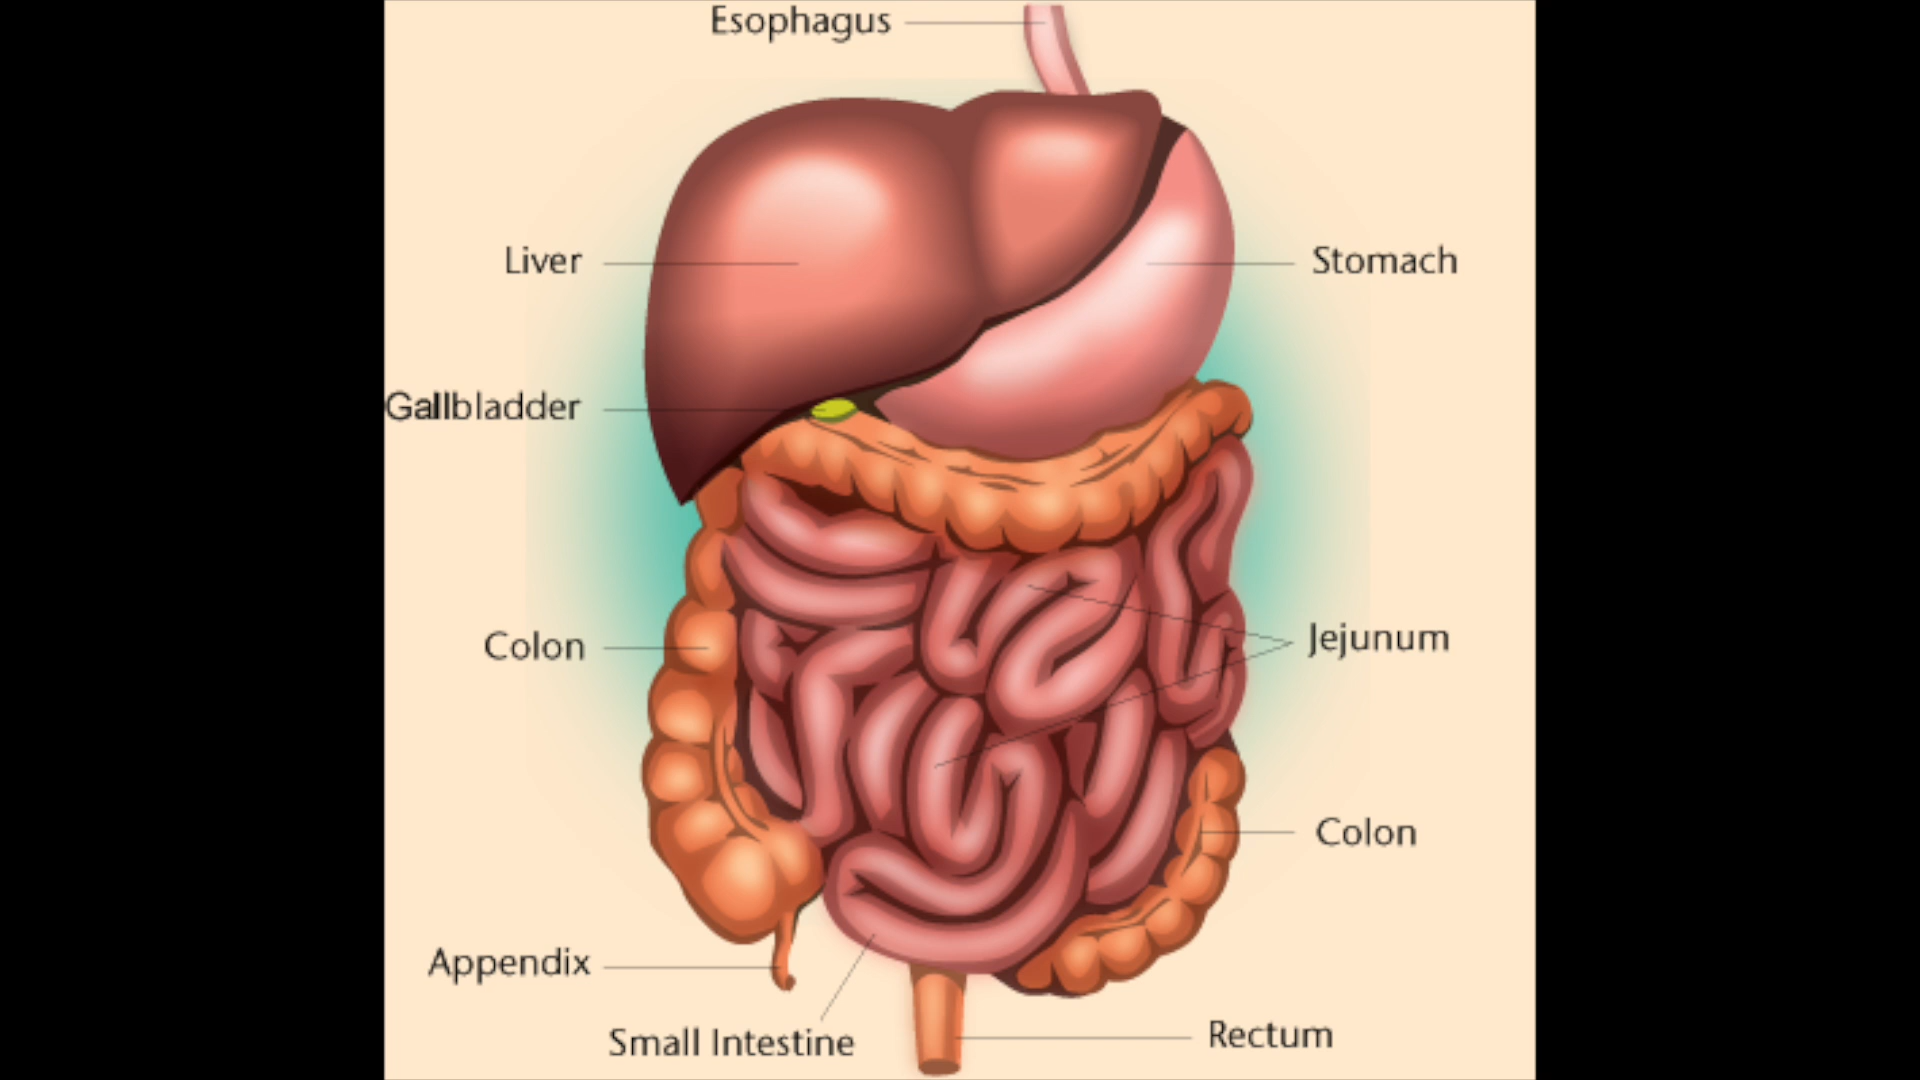 Esophagus
Liver
Stomach
Gallbladder
Colon
Jejunum
Colon
Appendix
Small Intestine
Rectum